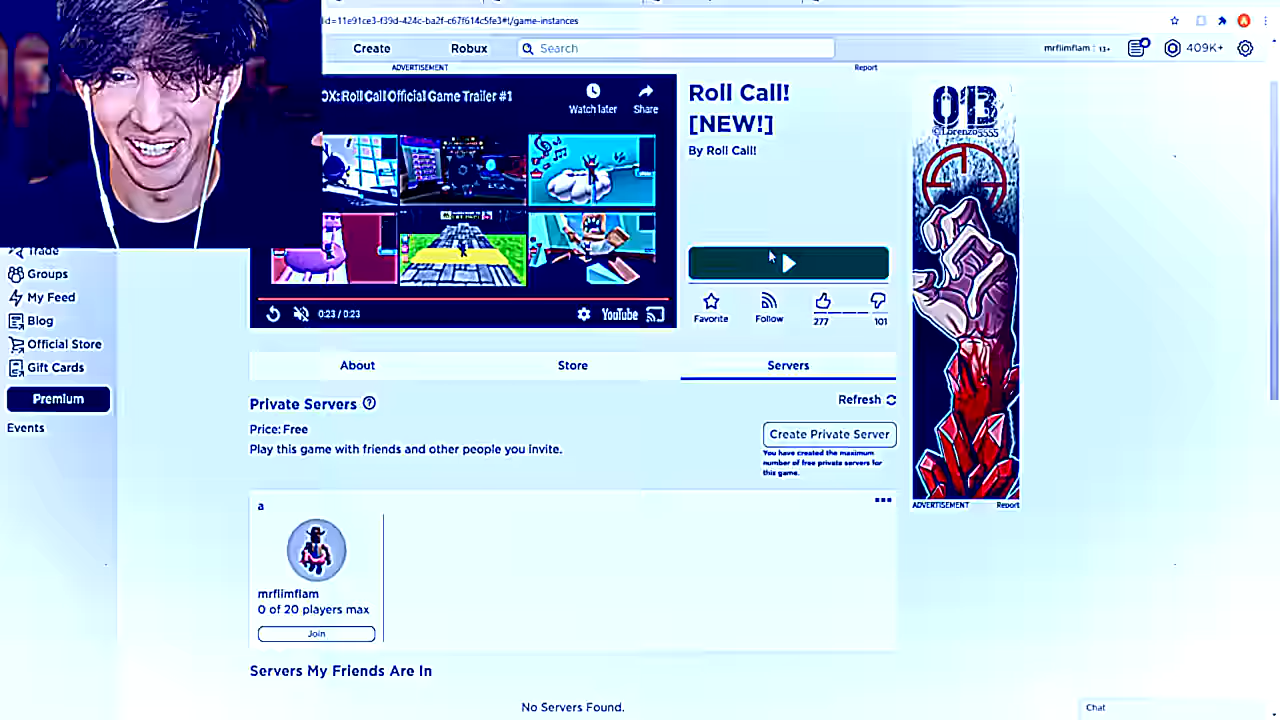 id=11e91ce3-f39d-424c-ba2f-c67f614c5fe3#!/game-instances
Create
Robux
Search
mrflimflam : 13+
409K+
ADVERTISEMENT
Report
OX: Roll Call Official Game Trailer #1
Watch later
Share
Roll Call!
[NEW!]
By Roll Call!
©Lorenzo5555
Trade
Groups
My Feed
Blog
Official Store
Gift Cards
Premium
Events
0:23 / 0:23
YouTube
Favorite
Follow
277
101
About
Store
Servers
Private Servers
Refresh
Price: Free
Play this game with friends and other people you invite.
Create Private Server
You have created the maximum
number of free private servers for
this game.
a
ADVERTISEMENT
Report
mrflimflam
0 of 20 players max
Join
Servers My Friends Are In
No Servers Found.
Chat